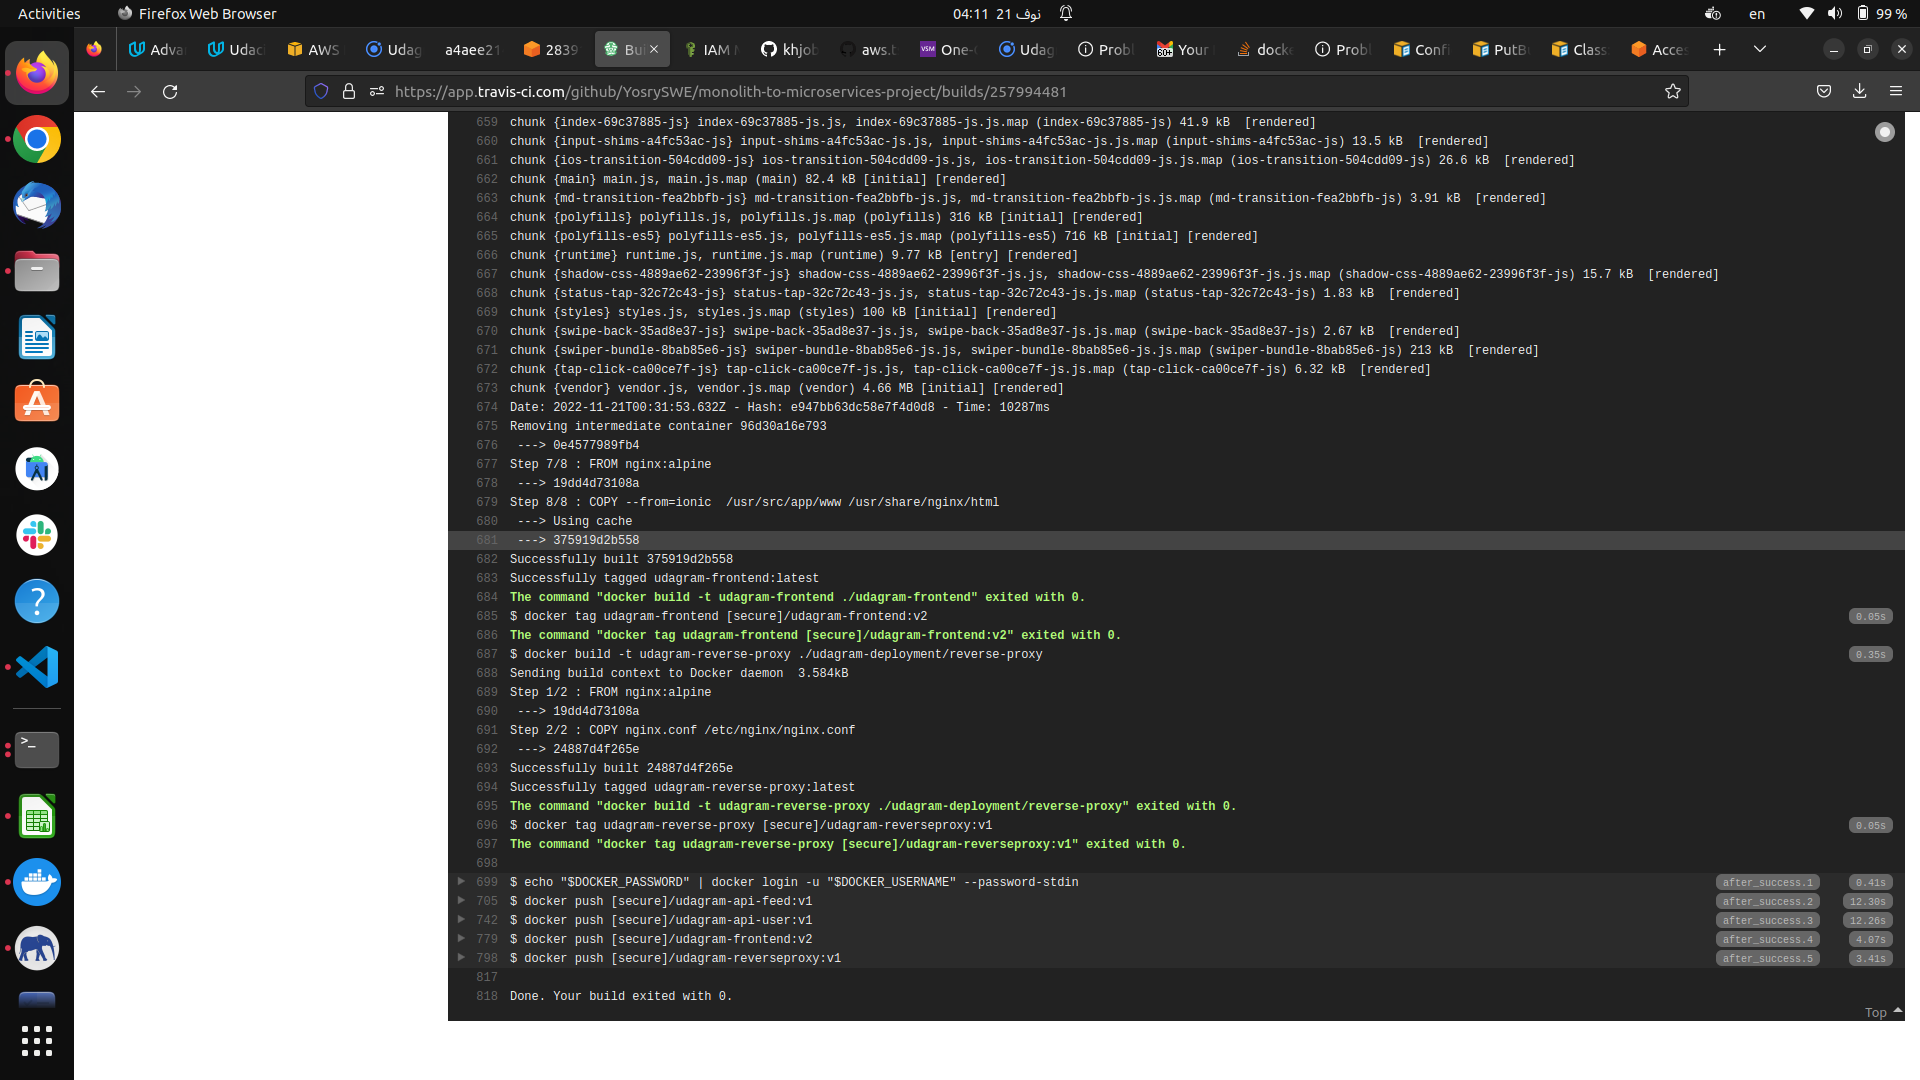 Activities
Firefox Web Browser
04:11 21 نوف
en
99 %
Adva
Udac
AWS
Udag
a4aee21
2839
Bui
IAM M
khjob
aws.t
One-C
Udag
Probl
Your
docke
Probl
Confi
PutBu
Class
Acces
https://app.travis-ci.com/github/YosrySWE/monolith-to-microservices-project/builds/257994481
659 chunk {index-69c37885-js} index-69c37885-js.js, index-69c37885-js.js.map (index-69c37885-js) 41.9 kB  [rendered]
660 chunk {input-shims-a4fc53ac-js} input-shims-a4fc53ac-js.js, input-shims-a4fc53ac-js.js.map (input-shims-a4fc53ac-js) 13.5 kB  [rendered]
661 chunk {ios-transition-504cdd09-js} ios-transition-504cdd09-js.js, ios-transition-504cdd09-js.js.map (ios-transition-504cdd09-js) 26.6 kB  [rendered]
662 chunk {main} main.js, main.js.map (main) 82.4 kB [initial] [rendered]
663 chunk {md-transition-fea2bbfb-js} md-transition-fea2bbfb-js.js, md-transition-fea2bbfb-js.js.map (md-transition-fea2bbfb-js) 3.91 kB  [rendered]
664 chunk {polyfills} polyfills.js, polyfills.js.map (polyfills) 316 kB [initial] [rendered]
665 chunk {polyfills-es5} polyfills-es5.js, polyfills-es5.js.map (polyfills-es5) 716 kB [initial] [rendered]
666 chunk {runtime} runtime.js, runtime.js.map (runtime) 9.77 kB [entry] [rendered]
667 chunk {shadow-css-4889ae62-23996f3f-js} shadow-css-4889ae62-23996f3f-js.js, shadow-css-4889ae62-23996f3f-js.js.map (shadow-css-4889ae62-23996f3f-js) 15.7 kB  [rendered]
668 chunk {status-tap-32c72c43-js} status-tap-32c72c43-js.js, status-tap-32c72c43-js.js.map (status-tap-32c72c43-js) 1.83 kB  [rendered]
669 chunk {styles} styles.js, styles.js.map (styles) 100 kB [initial] [rendered]
670 chunk {swipe-back-35ad8e37-js} swipe-back-35ad8e37-js.js, swipe-back-35ad8e37-js.js.map (swipe-back-35ad8e37-js) 2.67 kB  [rendered]
671 chunk {swiper-bundle-8bab85e6-js} swiper-bundle-8bab85e6-js.js, swiper-bundle-8bab85e6-js.js.map (swiper-bundle-8bab85e6-js) 213 kB  [rendered]
672 chunk {tap-click-ca00ce7f-js} tap-click-ca00ce7f-js.js, tap-click-ca00ce7f-js.js.map (tap-click-ca00ce7f-js) 6.32 kB  [rendered]
673 chunk {vendor} vendor.js, vendor.js.map (vendor) 4.66 MB [initial] [rendered]
674 Date: 2022-11-21T00:31:53.632Z - Hash: e947bb63dc58e7f4d0d8 - Time: 10287ms
675 Removing intermediate container 96d30a16e793
676  ---> 0e4577989fb4
677 Step 7/8 : FROM nginx:alpine
678  ---> 19dd4d73108a
679 Step 8/8 : COPY --from=ionic  /usr/src/app/www /usr/share/nginx/html
680  ---> Using cache
681  ---> 375919d2b558
682 Successfully built 375919d2b558
683 Successfully tagged udagram-frontend:latest
684 The command "docker build -t udagram-frontend ./udagram-frontend" exited with 0.
685 $ docker tag udagram-frontend [secure]/udagram-frontend:v2 0.05s
686 The command "docker tag udagram-frontend [secure]/udagram-frontend:v2" exited with 0.
687 $ docker build -t udagram-reverse-proxy ./udagram-deployment/reverse-proxy 0.35s
688 Sending build context to Docker daemon  3.584kB
689 Step 1/2 : FROM nginx:alpine
690  ---> 19dd4d73108a
691 Step 2/2 : COPY nginx.conf /etc/nginx/nginx.conf
692  ---> 24887d4f265e
693 Successfully built 24887d4f265e
694 Successfully tagged udagram-reverse-proxy:latest
695 The command "docker build -t udagram-reverse-proxy ./udagram-deployment/reverse-proxy" exited with 0.
696 $ docker tag udagram-reverse-proxy [secure]/udagram-reverseproxy:v1 0.05s
697 The command "docker tag udagram-reverse-proxy [secure]/udagram-reverseproxy:v1" exited with 0.
698
699 $ echo "$DOCKER_PASSWORD" | docker login -u "$DOCKER_USERNAME" --password-stdin after_success.1 0.41s
705 $ docker push [secure]/udagram-api-feed:v1 after_success.2 12.30s
742 $ docker push [secure]/udagram-api-user:v1 after_success.3 12.26s
779 $ docker push [secure]/udagram-frontend:v2 after_success.4 4.07s
798 $ docker push [secure]/udagram-reverseproxy:v1 after_success.5 3.41s
817
818 Done. Your build exited with 0.
Top